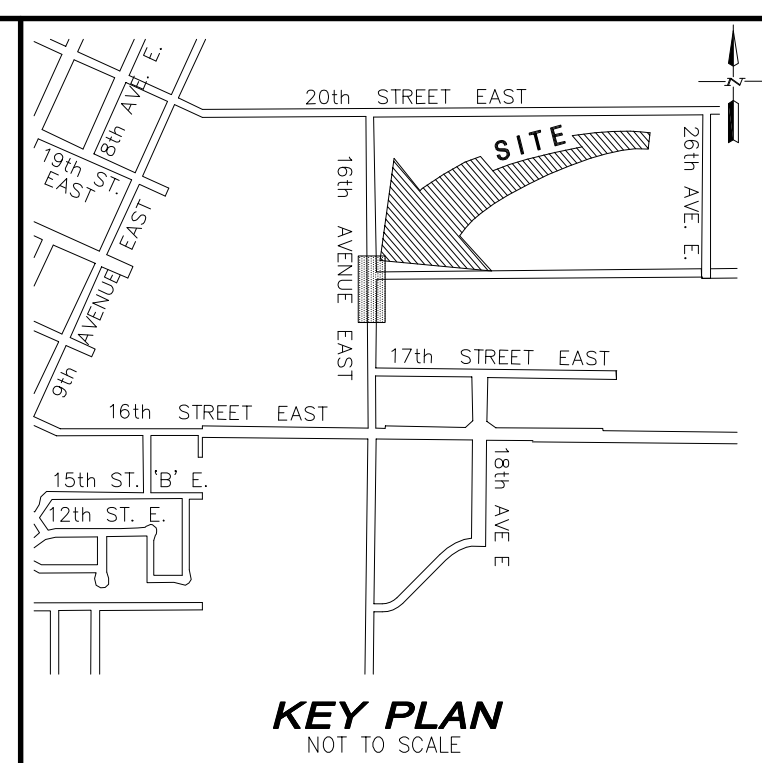 8th AVE. E.
20th STREET EAST
N
SITE
19th ST.
EAST
16th AVENUE EAST
26th AVE. E.
9th AVENUE EAST
17th STREET EAST
16th STREET EAST
15th ST. 'B' E.
18th AVE E
12th ST. E.
KEY PLAN
NOT TO SCALE